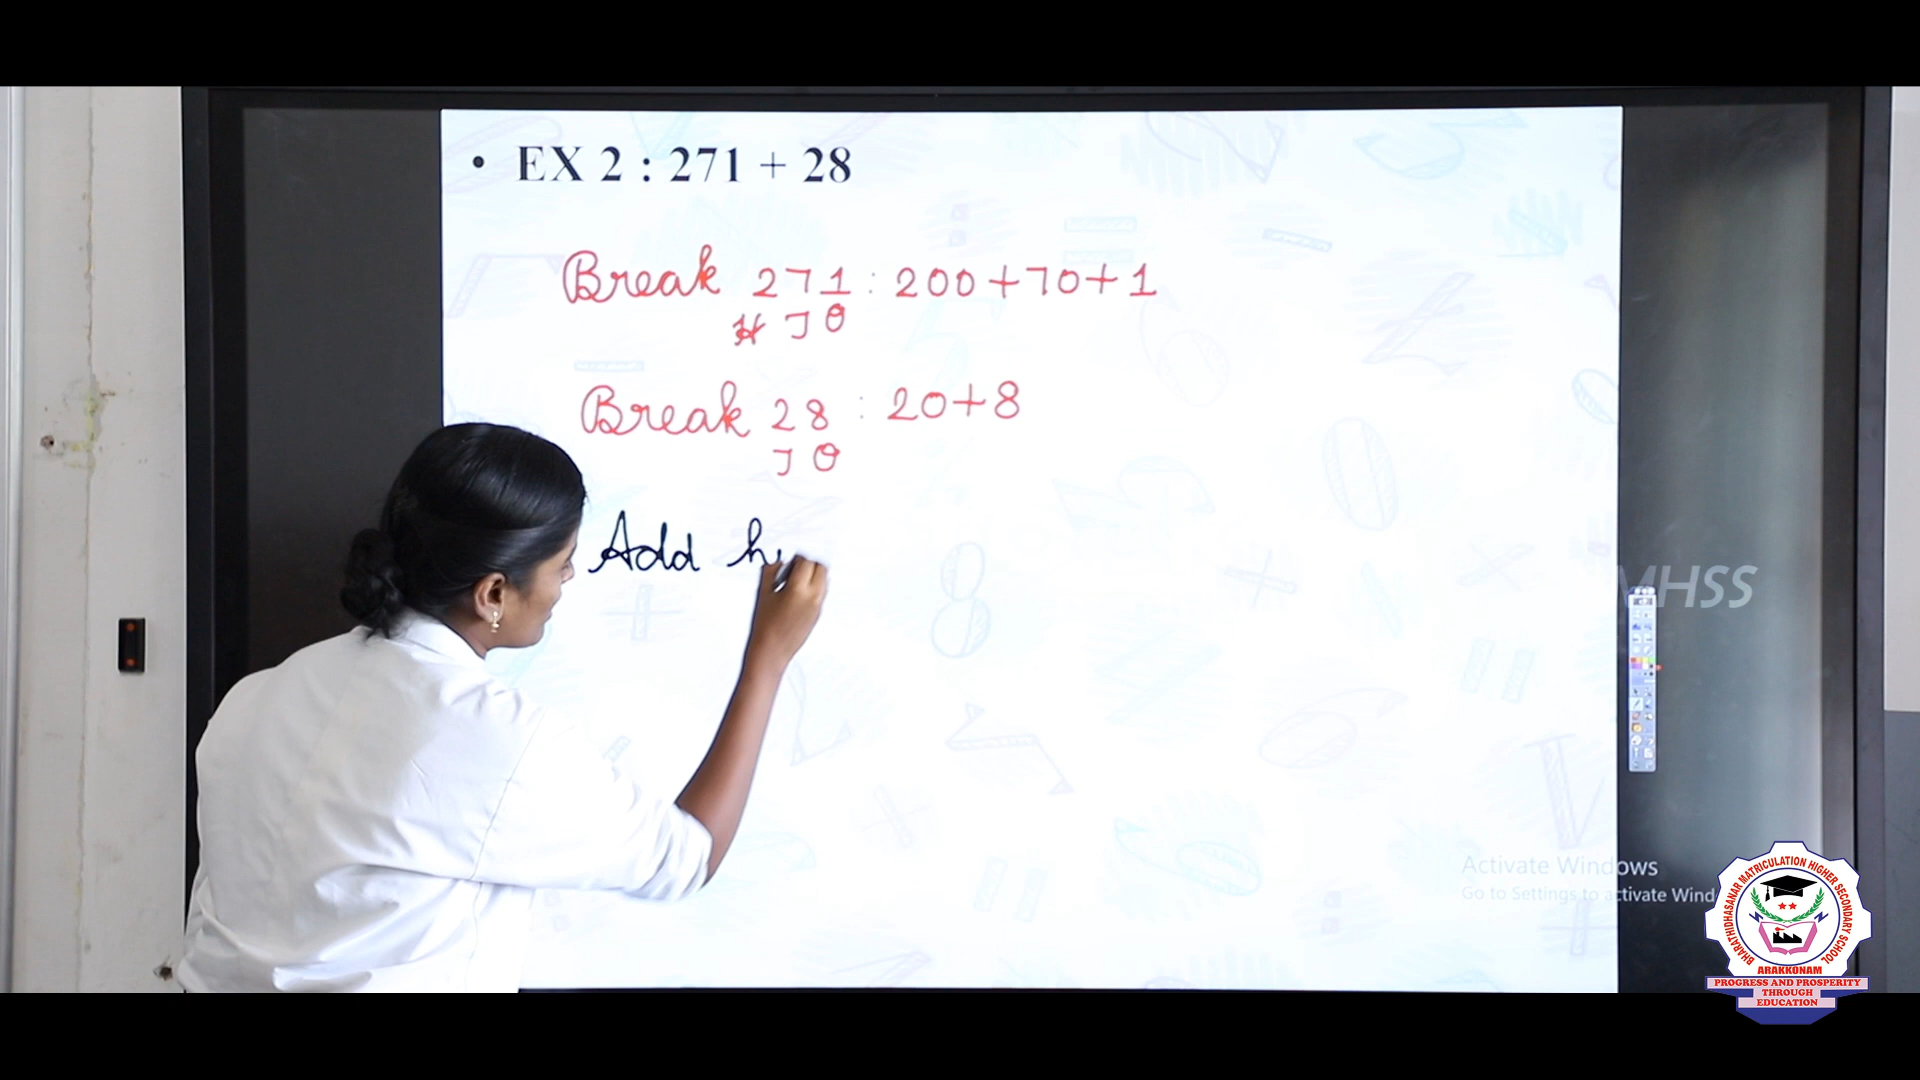 • EX 2 : 271 + 28
Break 271 : 200+70+1
H T O
Break 28 : 20+8
T O
Add
MHSS
Activate Windows
Go to Settings to activate Wind
BHARATHIDHASANAR MATRICULATION HIGHER SECONDARY SCHOOL
ARAKKONAM
PROGRESS AND PROSPERITY
THROUGH
EDUCATION